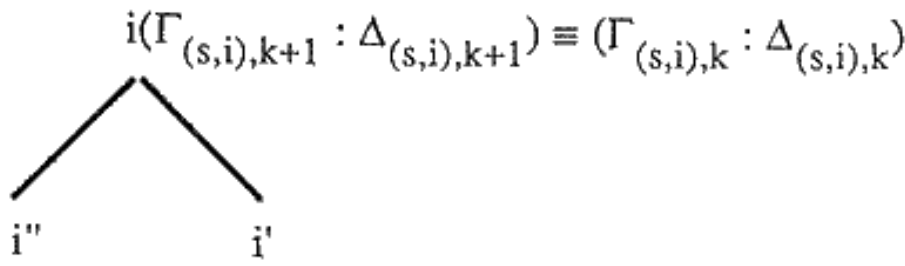 i(Γ(s,i),k+1 : Δ(s,i),k+1) ≡ (Γ(s,i),k : Δ(s,i),k)
i" i'